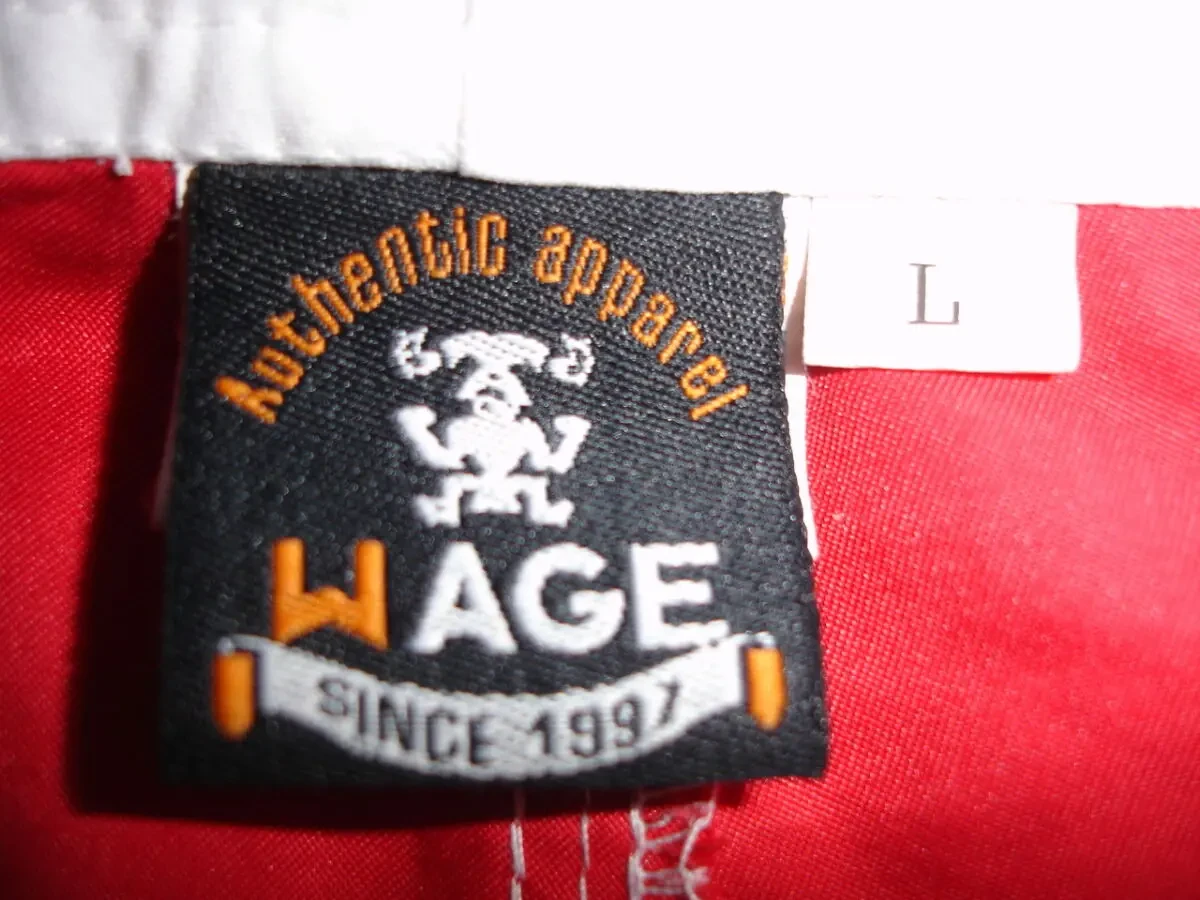 Authentic apparel
WAGE
SINCE 1997
L